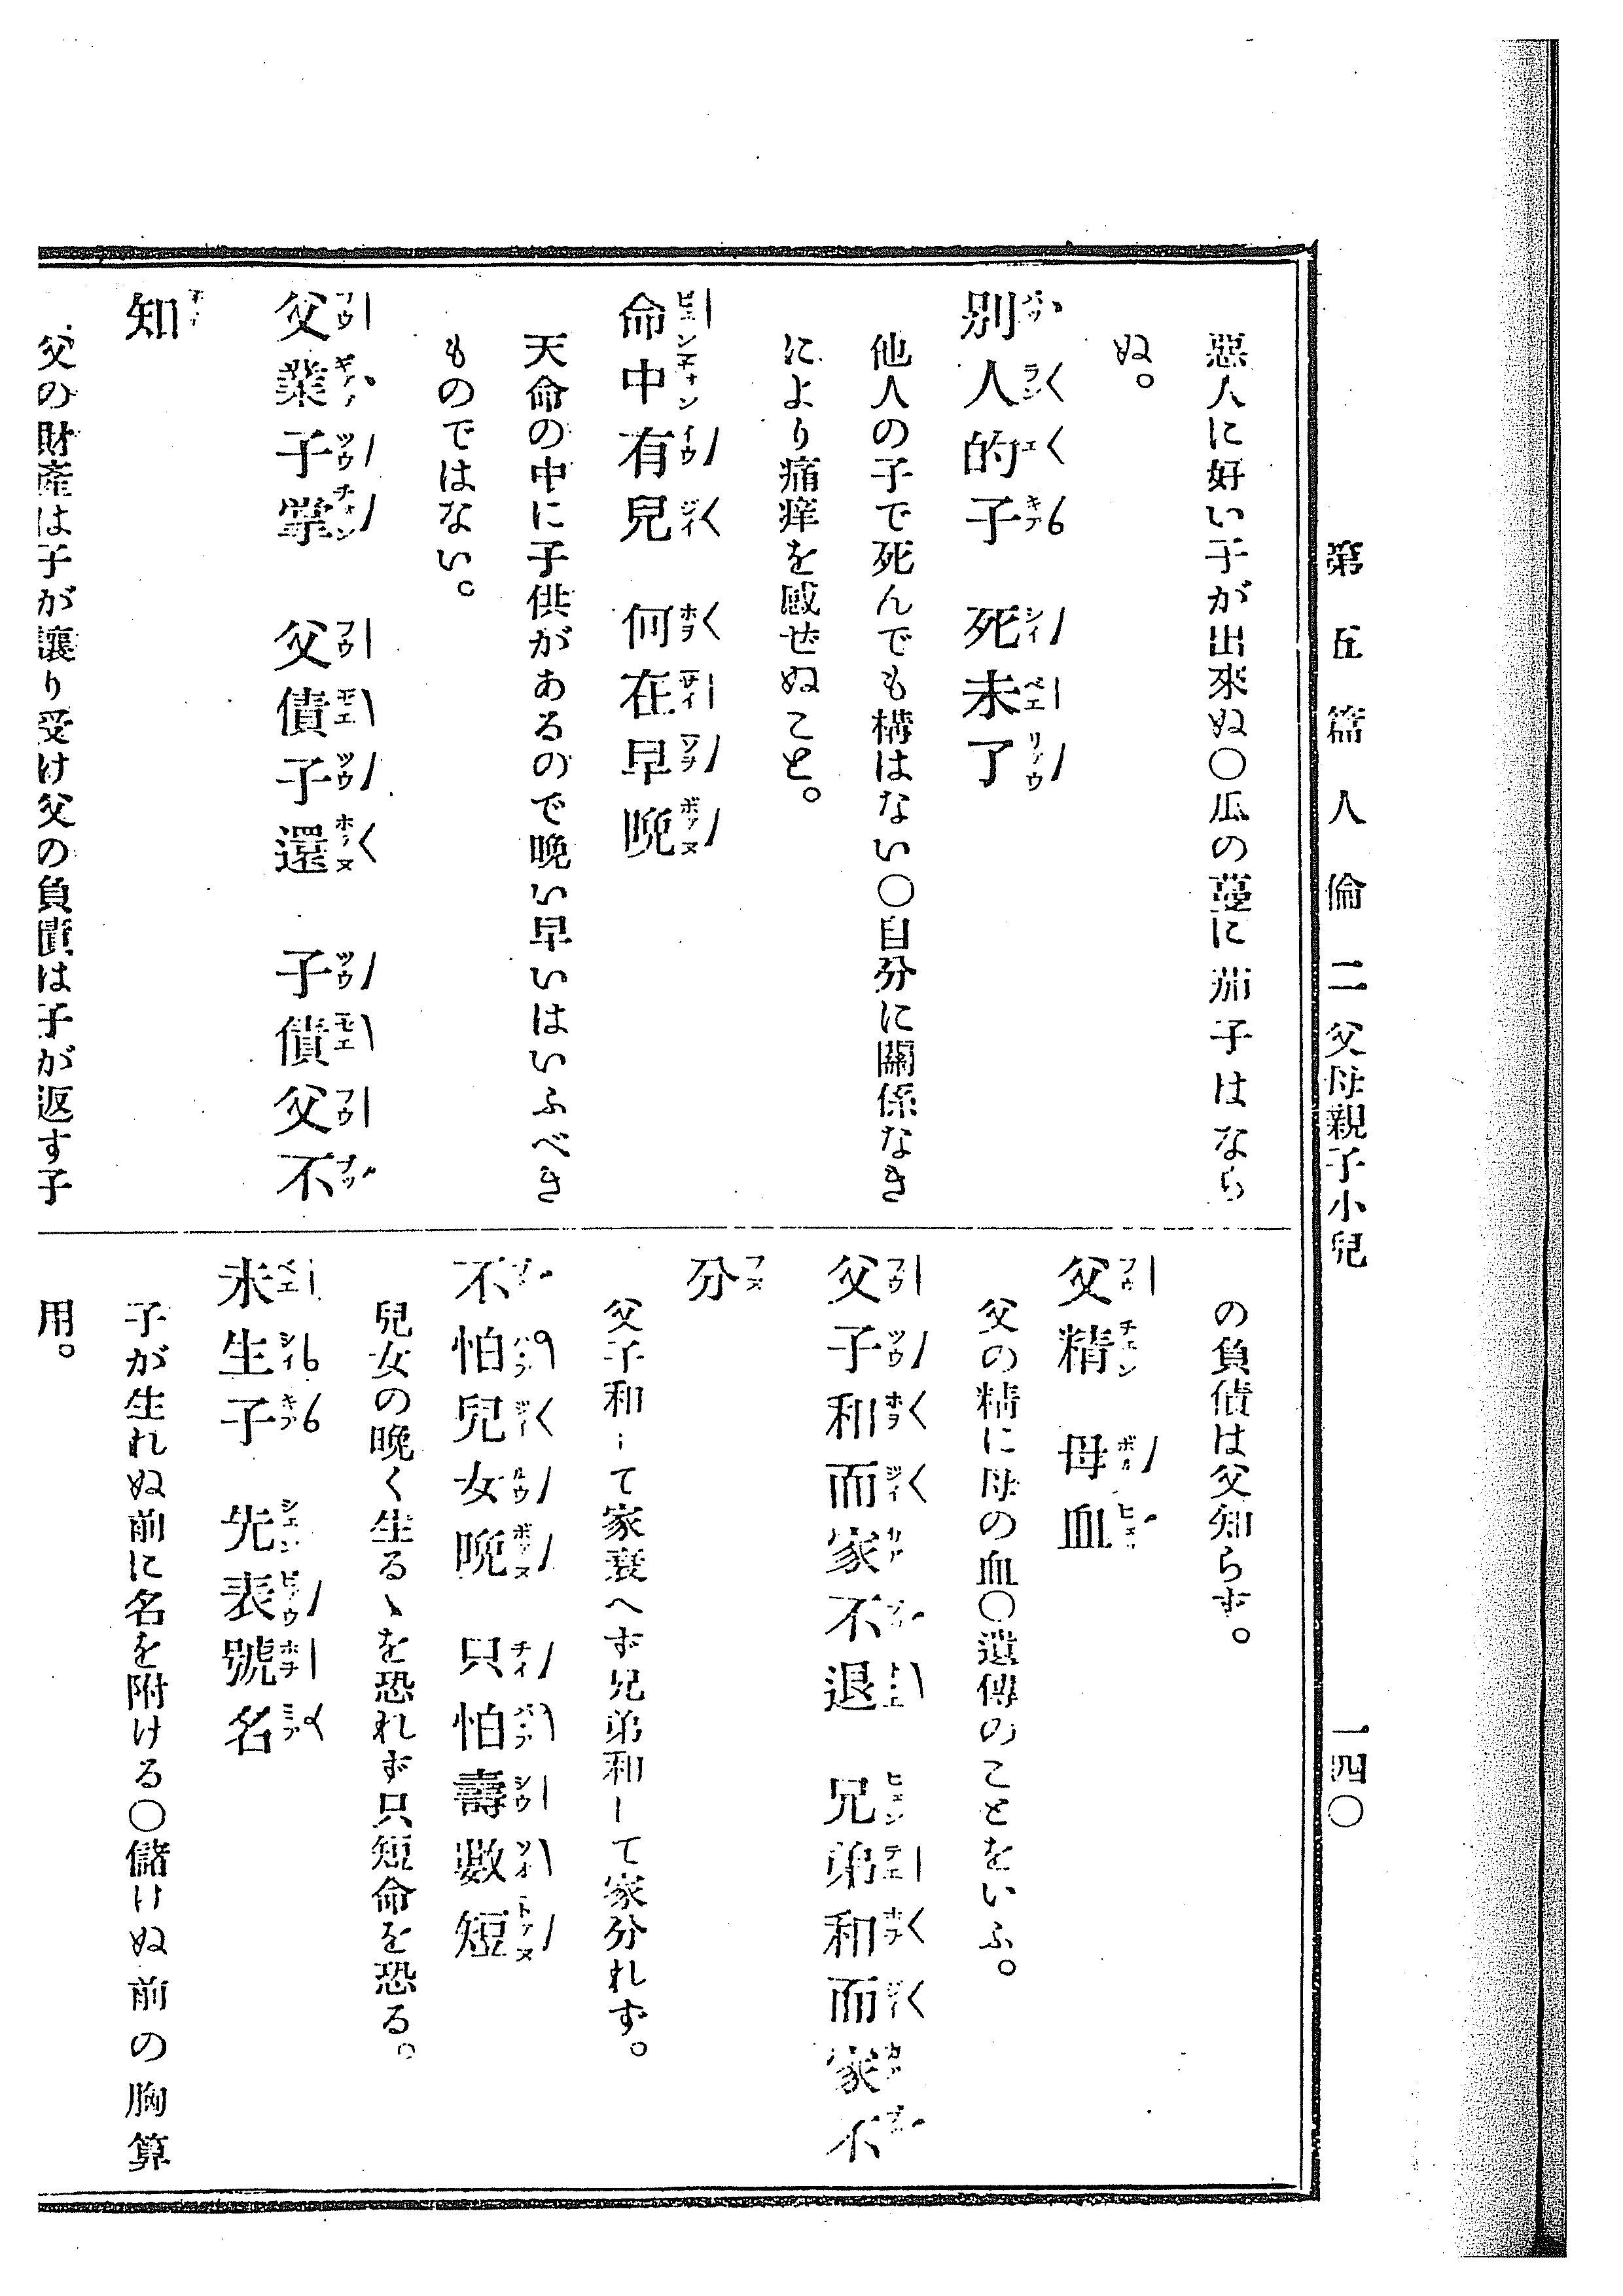 第五篇 人倫 二 父母親子小兒
一四〇
惡人に好い子が出來ぬ〇瓜の蔓に茄子はなら
ぬ。
別人的子 死未了
他人の子で死んでも構はない〇自分に關係なき
により痛痒を感ぜぬこと。
命中有兒 何在早晩
天命の中に子供があるので晩い早いはいふべき
ものではない。
父業子掌 父債子還 子債父不
知
父の財產は子が讓り受け父の負債は子が返す子
の負債は父知らず。
父精 母血
父の精に母の血〇遺傳のことをいふ。
父子和而家不退 兄弟和而家不
分
父子和して家衰へず兄弟和して家分れず。
不怕兒女晩 只怕壽數短
兒女の晩く生るゝを恐れず只短命を恐る。
未生子 先表號名
子が生れぬ前に名を附ける〇儲けぬ前の胸算
用。